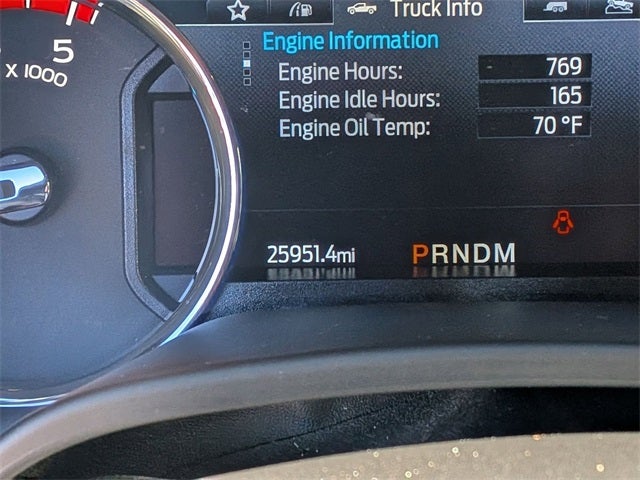 Truck Info
5
x 1000
Engine Information
Engine Hours: 769
Engine Idle Hours: 165
Engine Oil Temp: 70 °F
25951.4mi PRNDM